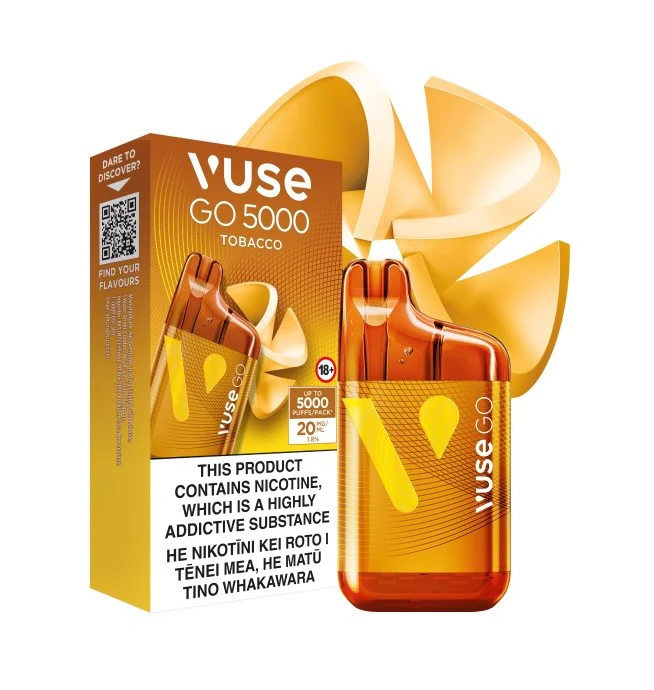 DARE TO
DISCOVER?
FIND YOUR
FLAVOURS
vuse
GO 5000
TOBACCO
vuse GO
18+
UP TO
5000
PUFFS/PACK*
20 MG/ML
1.8%
THIS PRODUCT
CONTAINS NICOTINE,
WHICH IS A HIGHLY
ADDICTIVE SUBSTANCE
HE NIKOTĪNI KEI ROTO I
TĒNEI MEA, HE MATŪ
TINO WHAKAWARA
vuse GO